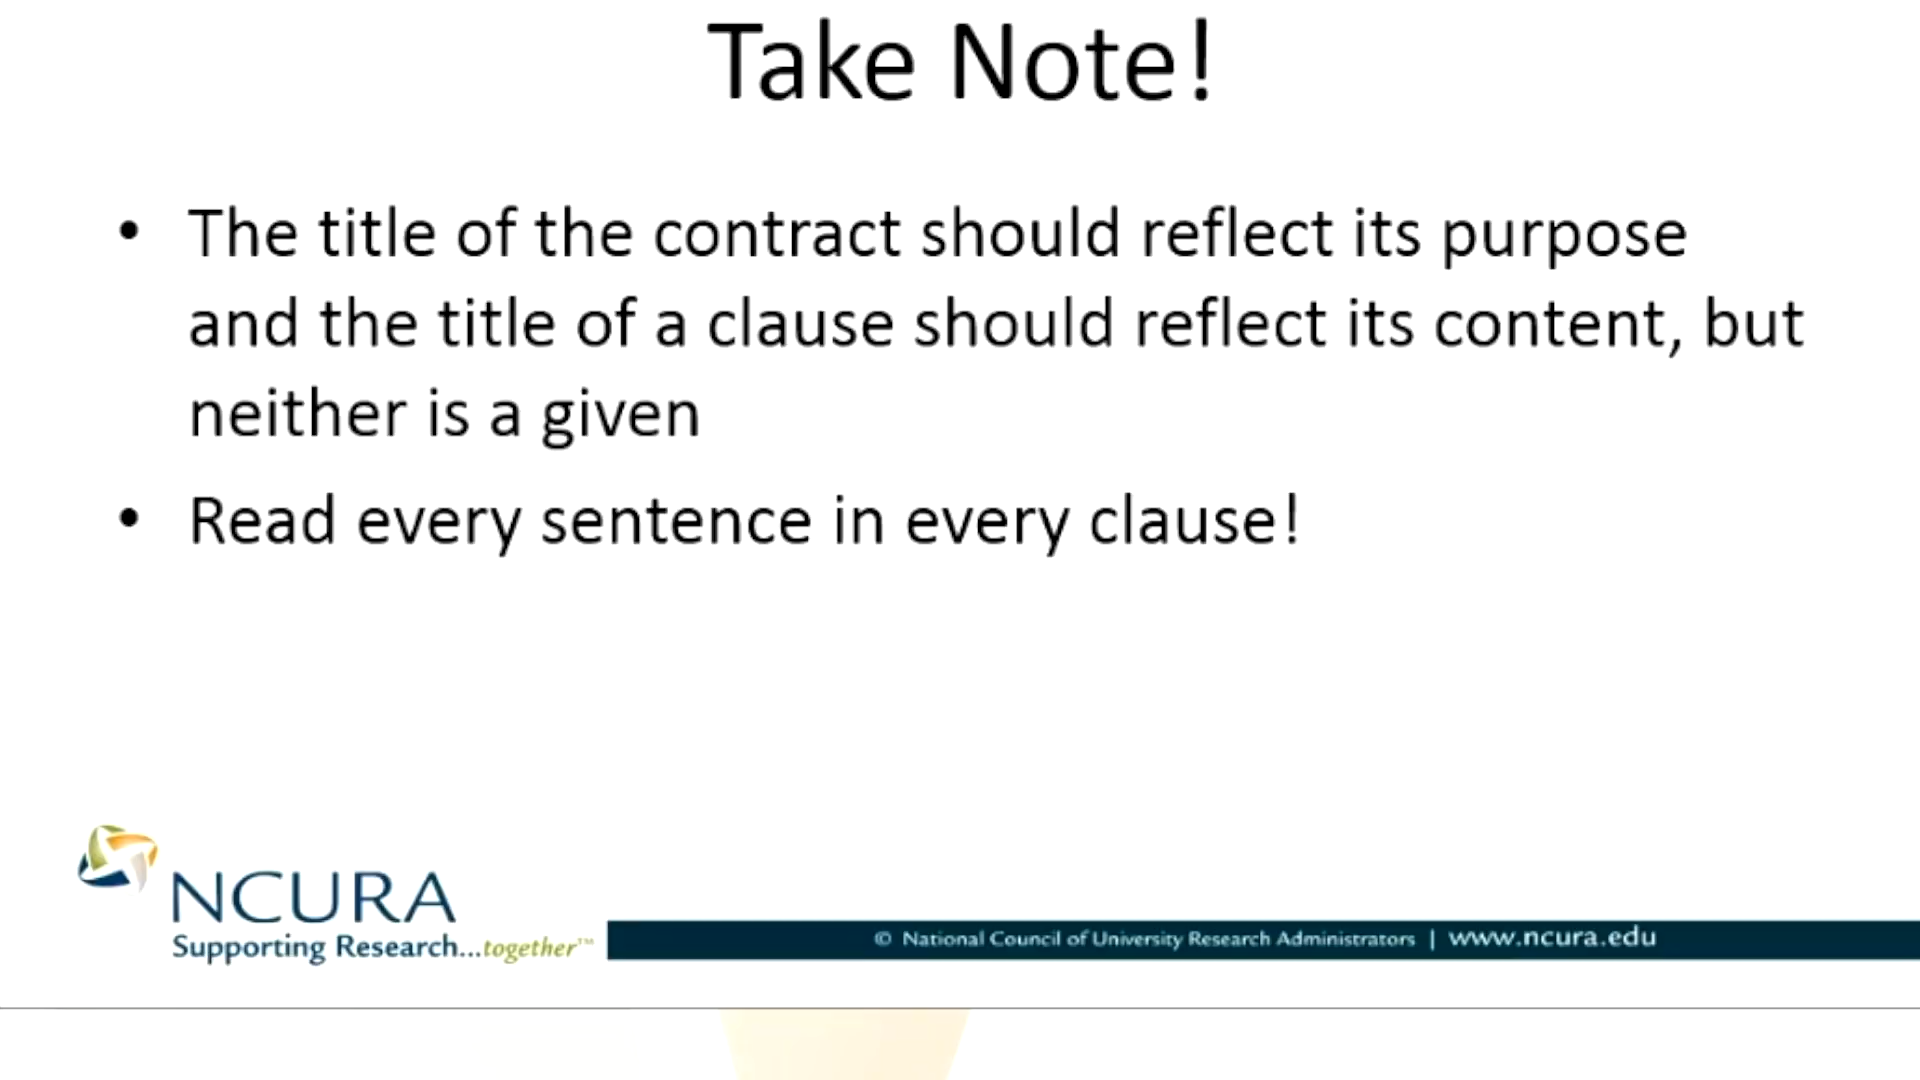 Take Note!
• The title of the contract should reflect its purpose
and the title of a clause should reflect its content, but
neither is a given
• Read every sentence in every clause!
NCURA
Supporting Research...together™
© National Council of University Research Administrators | www.ncura.edu